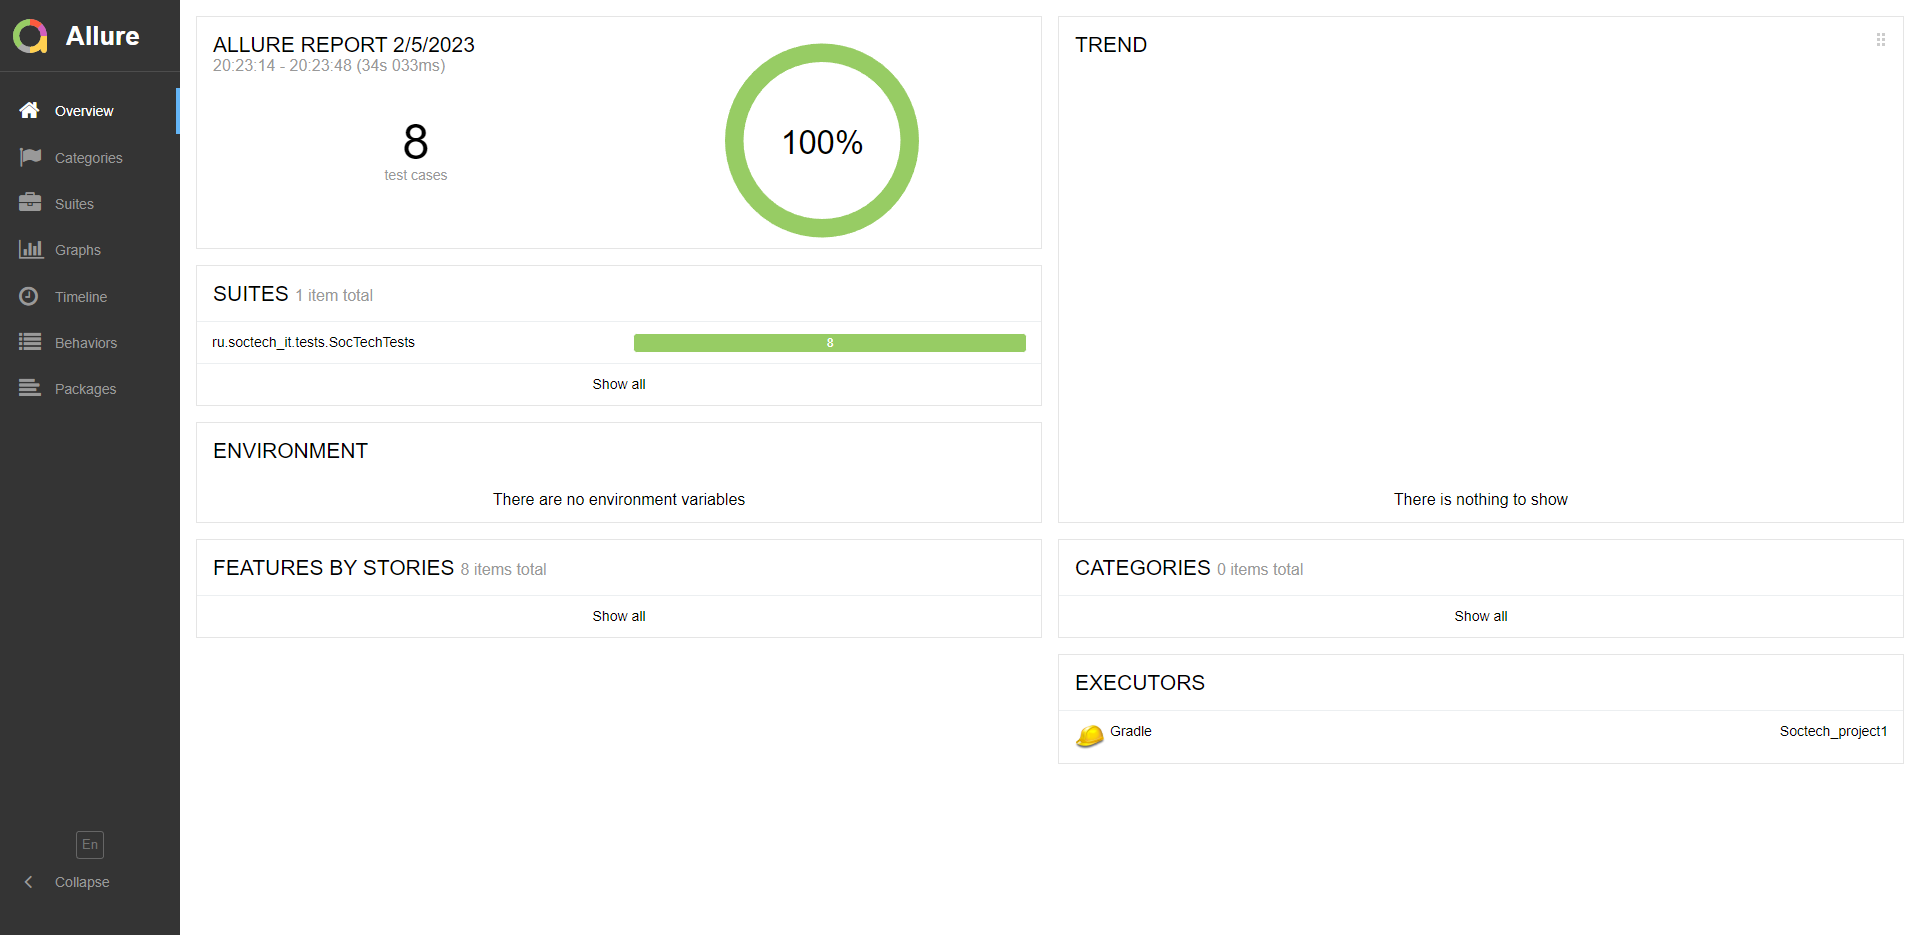 Allure
Overview
Categories
Suites
Graphs
Timeline
Behaviors
Packages
En
Collapse
ALLURE REPORT 2/5/2023
20:23:14 - 20:23:48 (34s 033ms)
8
test cases
100%
SUITES 1 item total
ru.soctech_it.tests.SocTechTests 8
Show all
ENVIRONMENT
There are no environment variables
FEATURES BY STORIES 8 items total
Show all
TREND
There is nothing to show
CATEGORIES 0 items total
Show all
EXECUTORS
Gradle Soctech_project1